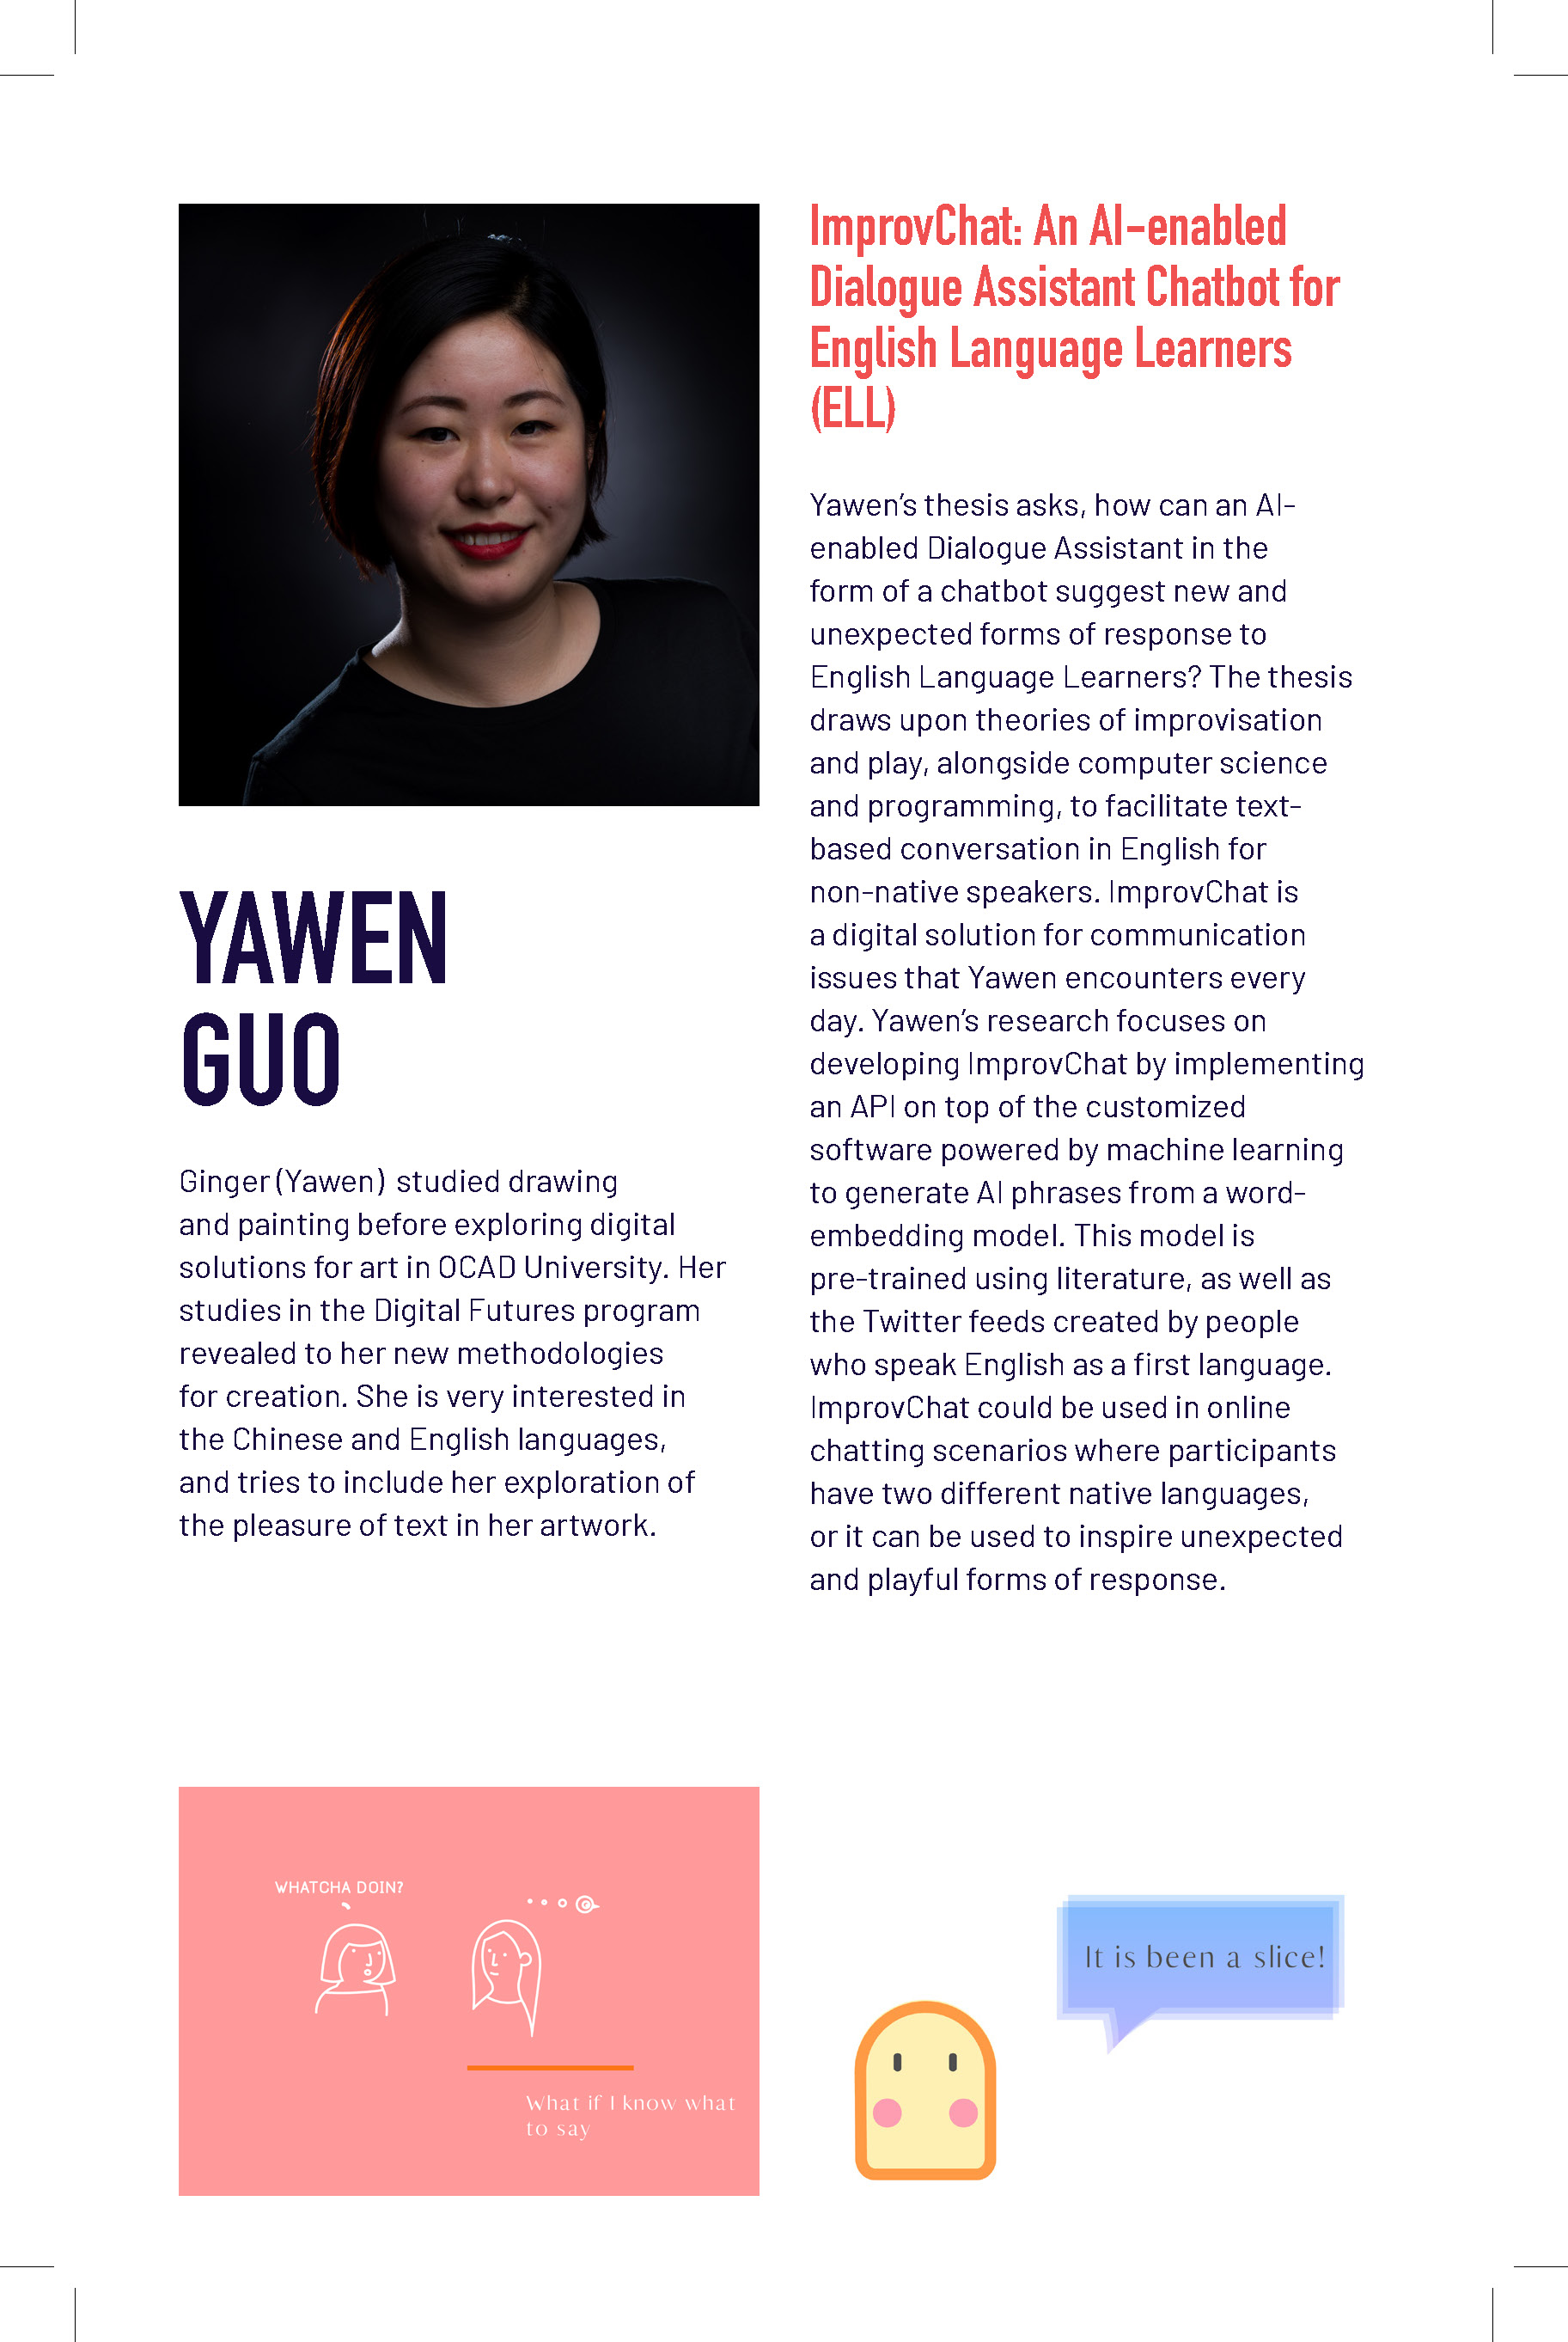 YAWEN
GUO
Ginger (Yawen)  studied drawing
and painting before exploring digital
solutions for art in OCAD University. Her
studies in the Digital Futures program
revealed to her new methodologies
for creation. She is very interested in
the Chinese and English languages,
and tries to include her exploration of
the pleasure of text in her artwork.
ImprovChat: An AI-enabled
Dialogue Assistant Chatbot for
English Language Learners
(ELL)
Yawen’s thesis asks, how can an AI-
enabled Dialogue Assistant in the
form of a chatbot suggest new and
unexpected forms of response to
English Language Learners? The thesis
draws upon theories of improvisation
and play, alongside computer science
and programming, to facilitate text-
based conversation in English for
non-native speakers. ImprovChat is
a digital solution for communication
issues that Yawen encounters every
day. Yawen’s research focuses on
developing ImprovChat by implementing
an API on top of the customized
software powered by machine learning
to generate AI phrases from a word-
embedding model. This model is
pre-trained using literature, as well as
the Twitter feeds created by people
who speak English as a first language.
ImprovChat could be used in online
chatting scenarios where participants
have two different native languages,
or it can be used to inspire unexpected
and playful forms of response.
WHATCHA DOIN?
What if I know what
to say
It is been a slice!